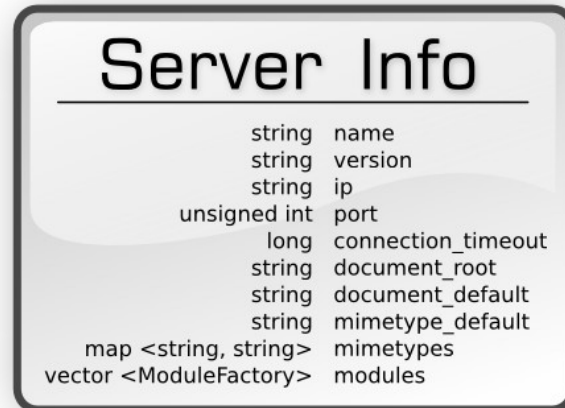 Server Info
string name
string version
string ip
unsigned int port
long connection_timeout
string document_root
string document_default
string mimetype_default
map <string, string> mimetypes
vector <ModuleFactory> modules